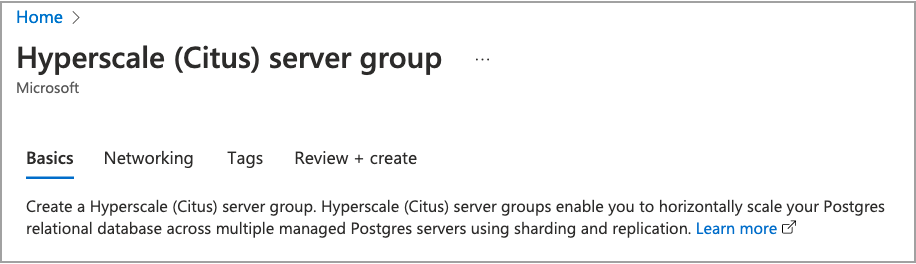 Home
Hyperscale (Citus) server group ...
Microsoft
Basics Networking Tags Review + create
Create a Hyperscale (Citus) server group. Hyperscale (Citus) server groups enable you to horizontally scale your Postgres
relational database across multiple managed Postgres servers using sharding and replication. Learn more